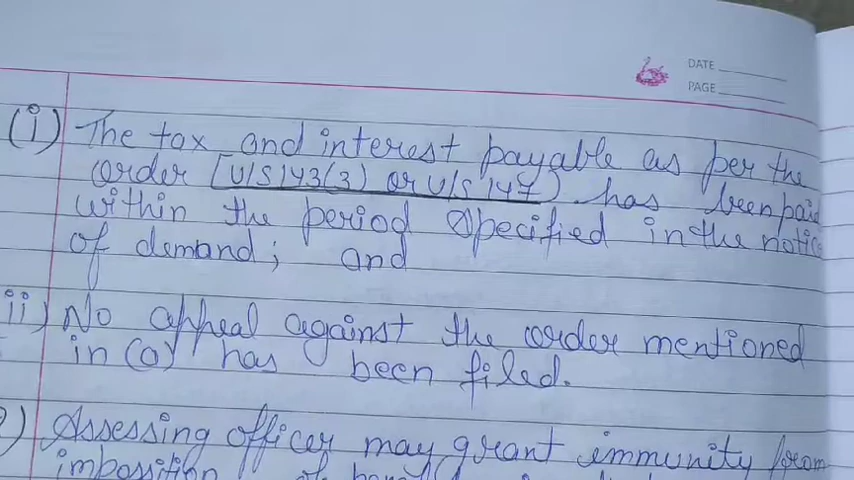 DATE
PAGE
(i) The tax and interest payable as per the
order [U/S 143(3) or U/S 147) has been paid
within the period specified in the notice
of demand; and
ii) No appeal against the order mentioned
in (a) has been filed.
2) Assessing officer may grant immunity from
imposition of